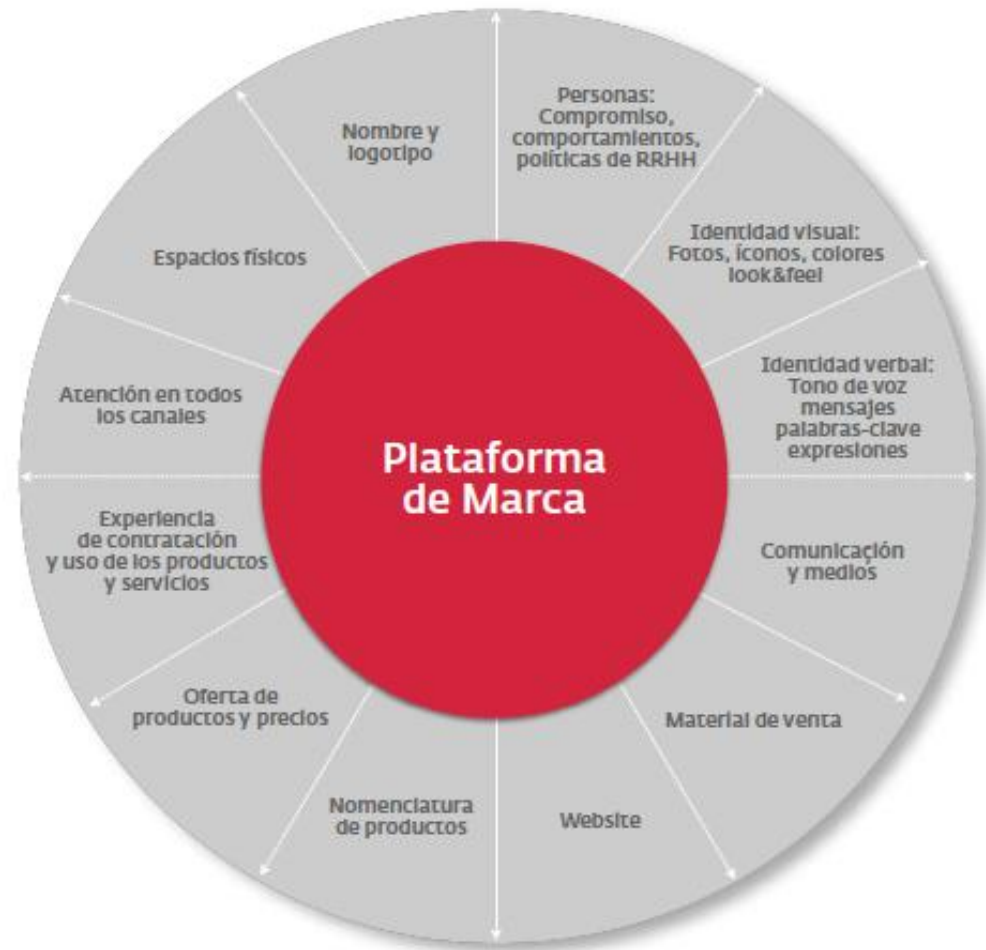 Personas:
Compromiso,
comportamientos,
políticas de RRHH
Identidad visual:
Fotos, íconos, colores
look&feel
Identidad verbal:
Tono de voz
mensajes
palabras-clave
expresiones
Comunicação
y medios
Material de venta
Website
Nomenclatura
de productos
Oferta de
productos y precios
Experiencia
de contratación
y uso de los productos
y servicios
Atención en todos
los canales
Espacios físicos
Nombre y
logotipo
Plataforma
de Marca